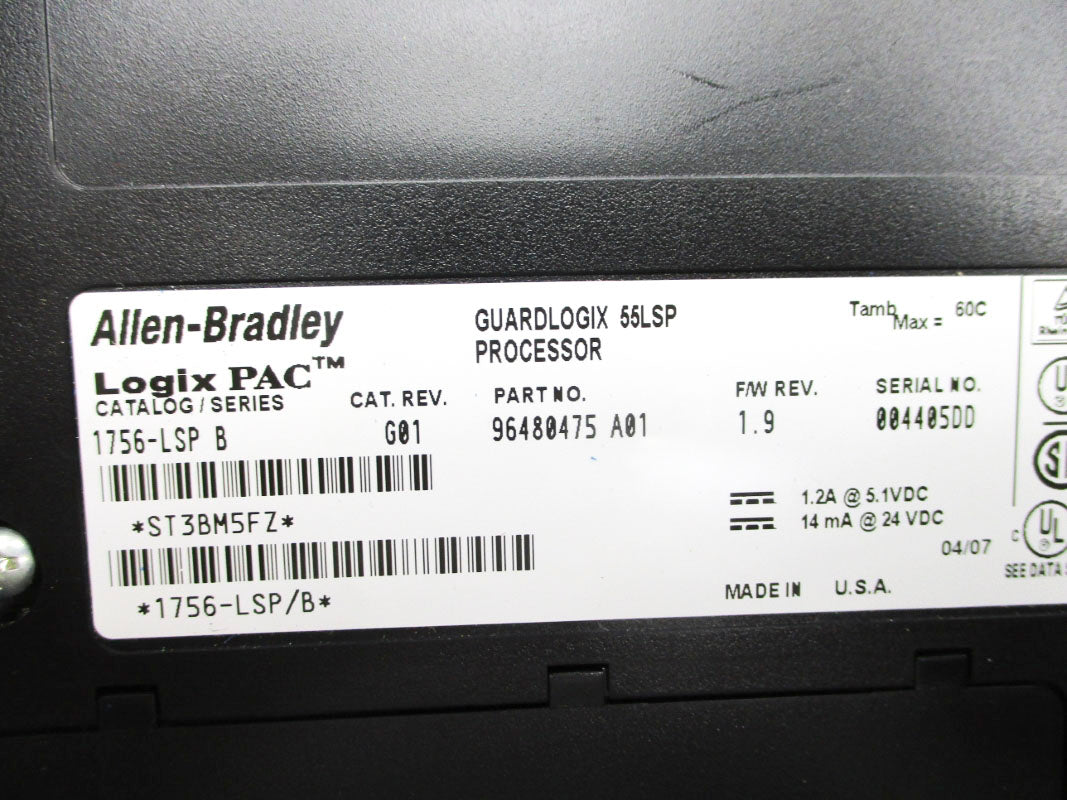 Allen-Bradley
Logix PAC™
GUARDLOGIX 55LSP
PROCESSOR
Tamb Max = 60C
CATALOG / SERIES CAT. REV. PART NO. F/W REV. SERIAL NO.
1756-LSP B G01 96480475 A01 1.9 004405DD
*ST3BM5FZ*
*1756-LSP/B*
1.2A @ 5.1VDC
14 mA @ 24 VDC
04/07
MADE IN U.S.A.
C UL
SEE DATA